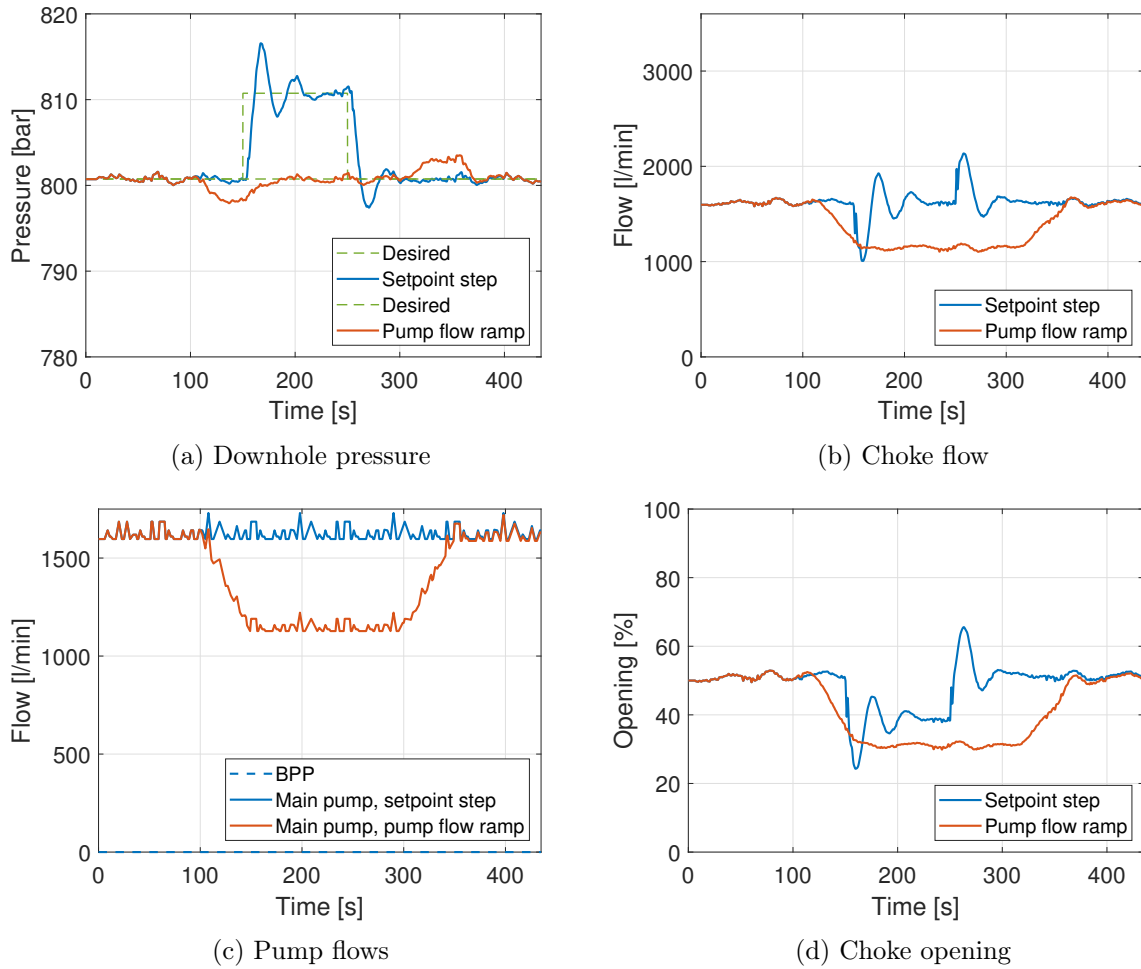 820
810
800
790
780
Pressure [bar]
0 100 200 300 400
Time [s]
Desired
Setpoint step
Desired
Pump flow ramp
(a) Downhole pressure
3000
2000
1000
0
Flow [l/min]
0 100 200 300 400
Time [s]
Setpoint step
Pump flow ramp
(b) Choke flow
1500
1000
500
0
Flow [l/min]
0 100 200 300 400
Time [s]
BPP
Main pump, setpoint step
Main pump, pump flow ramp
(c) Pump flows
100
80
60
40
20
0
Opening [%]
0 100 200 300 400
Time [s]
Setpoint step
Pump flow ramp
(d) Choke opening